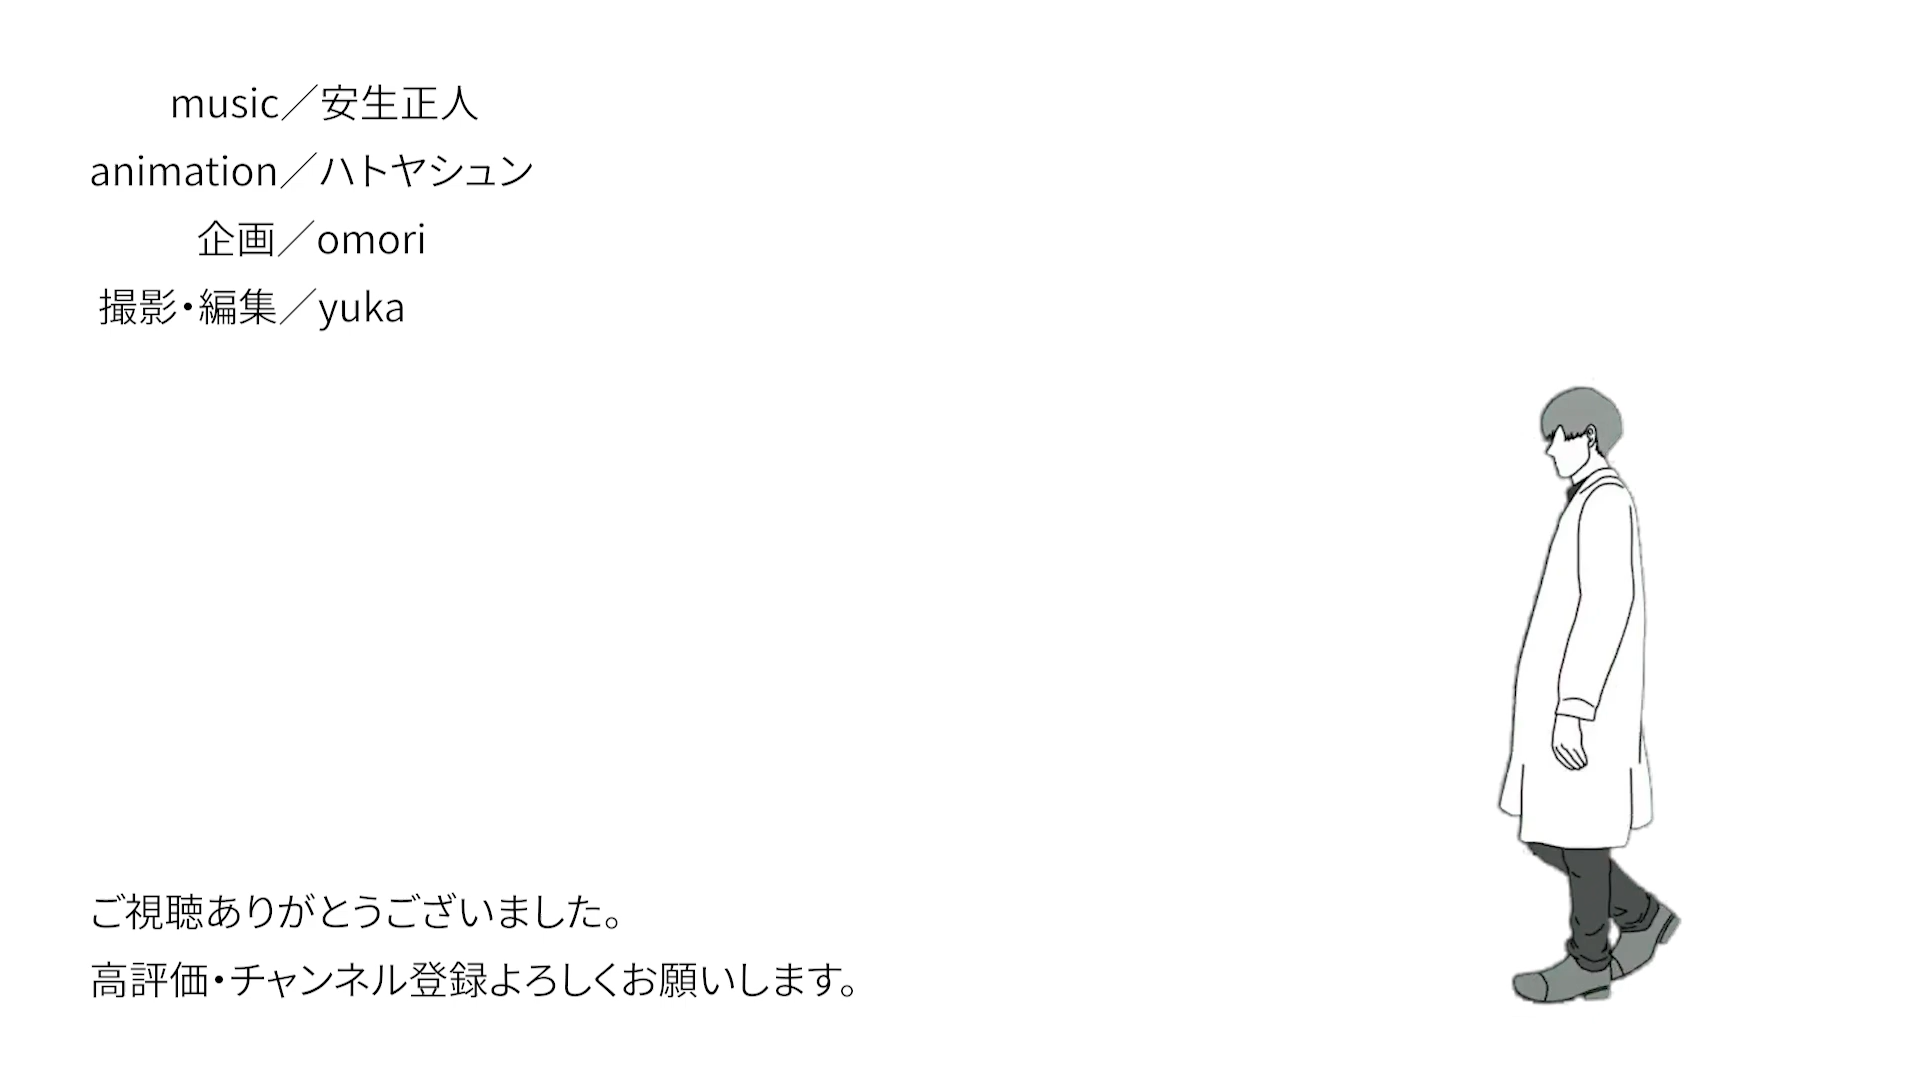 music／安生正人
animation／ハトヤシュン
企画／omori
撮影・編集／yuka
ご視聴ありがとうございました。
高評価・チャンネル登録よろしくお願いします。